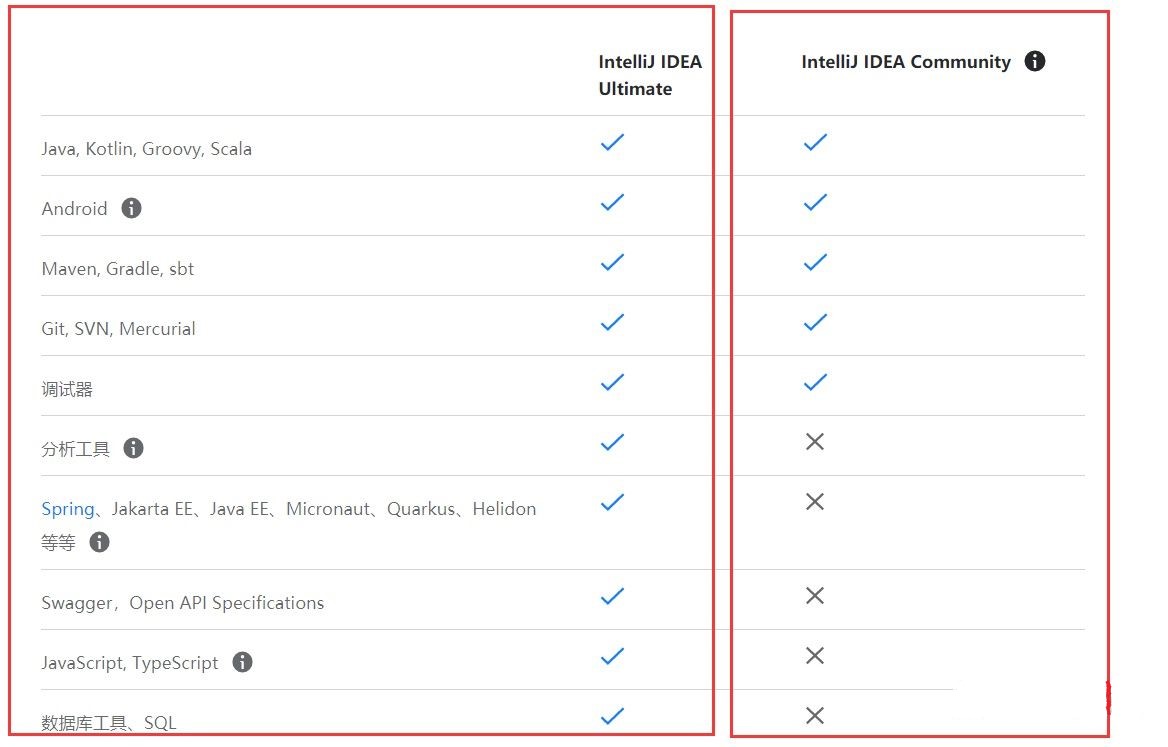 IntelliJ IDEA
Ultimate
IntelliJ IDEA Community
Java, Kotlin, Groovy, Scala
Android
Maven, Gradle, sbt
Git, SVN, Mercurial
调试器
分析工具
Spring、Jakarta EE、Java EE、Micronaut、Quarkus、Helidon
等等
Swagger，Open API Specifications
JavaScript, TypeScript
数据库工具、SQL